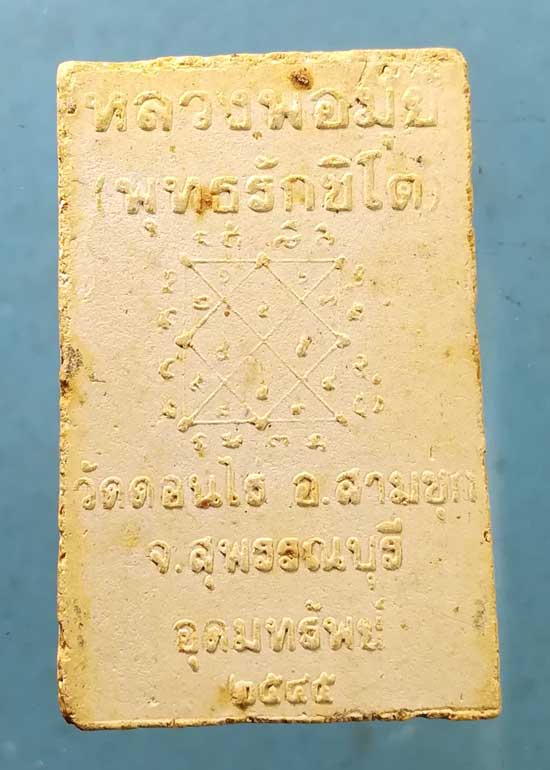 หลวงพ่อมุ่ย
(พุทธรักขิโต)
วัดดอนไร่ อ.สามชุก
จ.สุพรรณบุรี
อุดมทรัพย์
๒๕๔๕